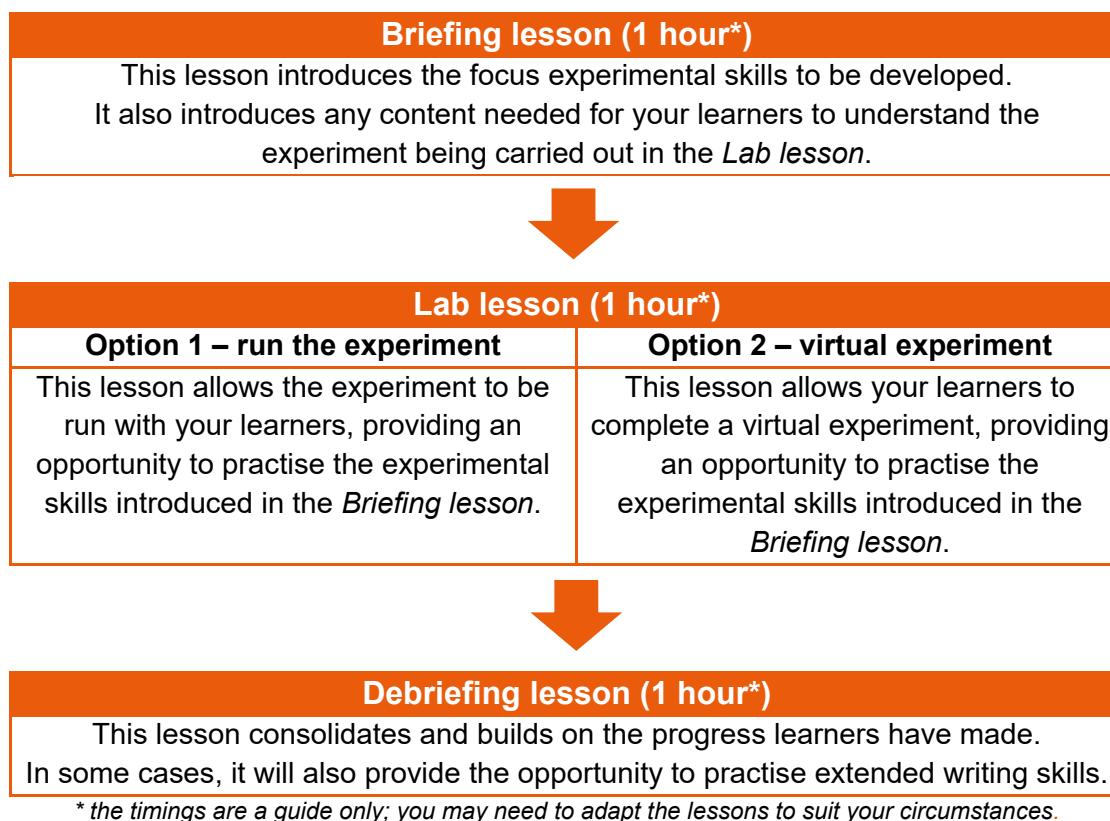 Briefing lesson (1 hour*)
This lesson introduces the focus experimental skills to be developed.
It also introduces any content needed for your learners to understand the
experiment being carried out in the Lab lesson.
Lab lesson (1 hour*)
Option 1 – run the experiment
This lesson allows the experiment to be
run with your learners, providing an
opportunity to practise the experimental
skills introduced in the Briefing lesson.
Option 2 – virtual experiment
This lesson allows your learners to
complete a virtual experiment, providing
an opportunity to practise the
experimental skills introduced in the
Briefing lesson.
Debriefing lesson (1 hour*)
This lesson consolidates and builds on the progress learners have made.
In some cases, it will also provide the opportunity to practise extended writing skills.
* the timings are a guide only; you may need to adapt the lessons to suit your circumstances.